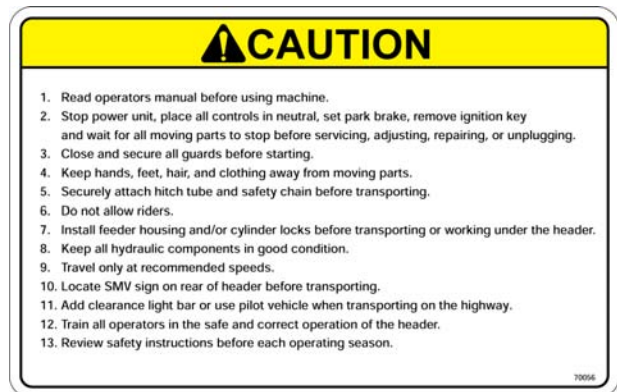 CAUTION
1. Read operators manual before using machine.
2. Stop power unit, place all controls in neutral, set park brake, remove ignition key
and wait for all moving parts to stop before servicing, adjusting, repairing, or unplugging.
3. Close and secure all guards before starting.
4. Keep hands, feet, hair, and clothing away from moving parts.
5. Securely attach hitch tube and safety chain before transporting.
6. Do not allow riders.
7. Install feeder housing and/or cylinder locks before transporting or working under the header.
8. Keep all hydraulic components in good condition.
9. Travel only at recommended speeds.
10. Locate SMV sign on rear of header before transporting.
11. Add clearance light bar or use pilot vehicle when transporting on the highway.
12. Train all operators in the safe and correct operation of the header.
13. Review safety instructions before each operating season.
70056